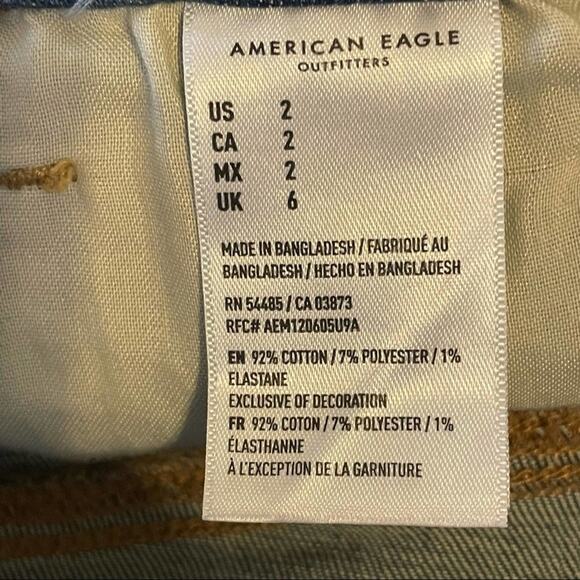 AMERICAN EAGLE
OUTFITTERS
US 2
CA 2
MX 2
UK 6
MADE IN BANGLADESH / FABRIQUÉ AU
BANGLADESH / HECHO EN BANGLADESH
RN 54485 / CA 03873
RFC# AEM120605U9A
EN 92% COTTON / 7% POLYESTER / 1%
ELASTANE
EXCLUSIVE OF DECORATION
FR 92% COTON / 7% POLYESTER / 1%
ÉLASTHANNE
À L'EXCEPTION DE LA GARNITURE